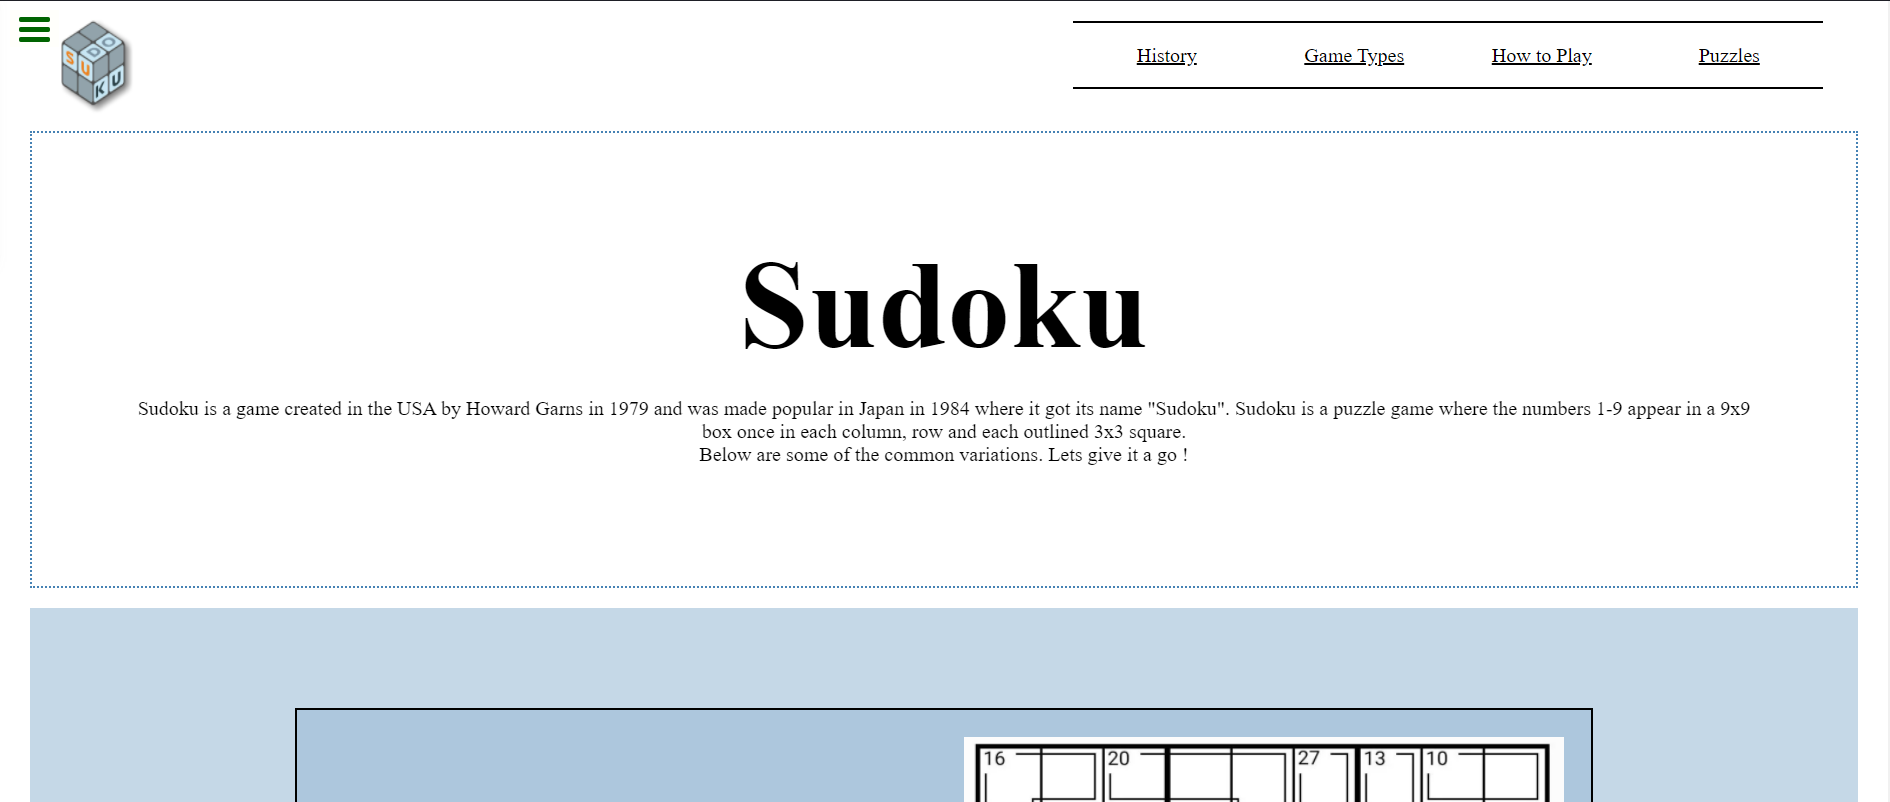 S U DO K U
History Game Types How to Play Puzzles
Sudoku
Sudoku is a game created in the USA by Howard Garns in 1979 and was made popular in Japan in 1984 where it got its name "Sudoku". Sudoku is a puzzle game where the numbers 1-9 appear in a 9x9
box once in each column, row and each outlined 3x3 square.
Below are some of the common variations. Lets give it a go !
16 20 27 13 10